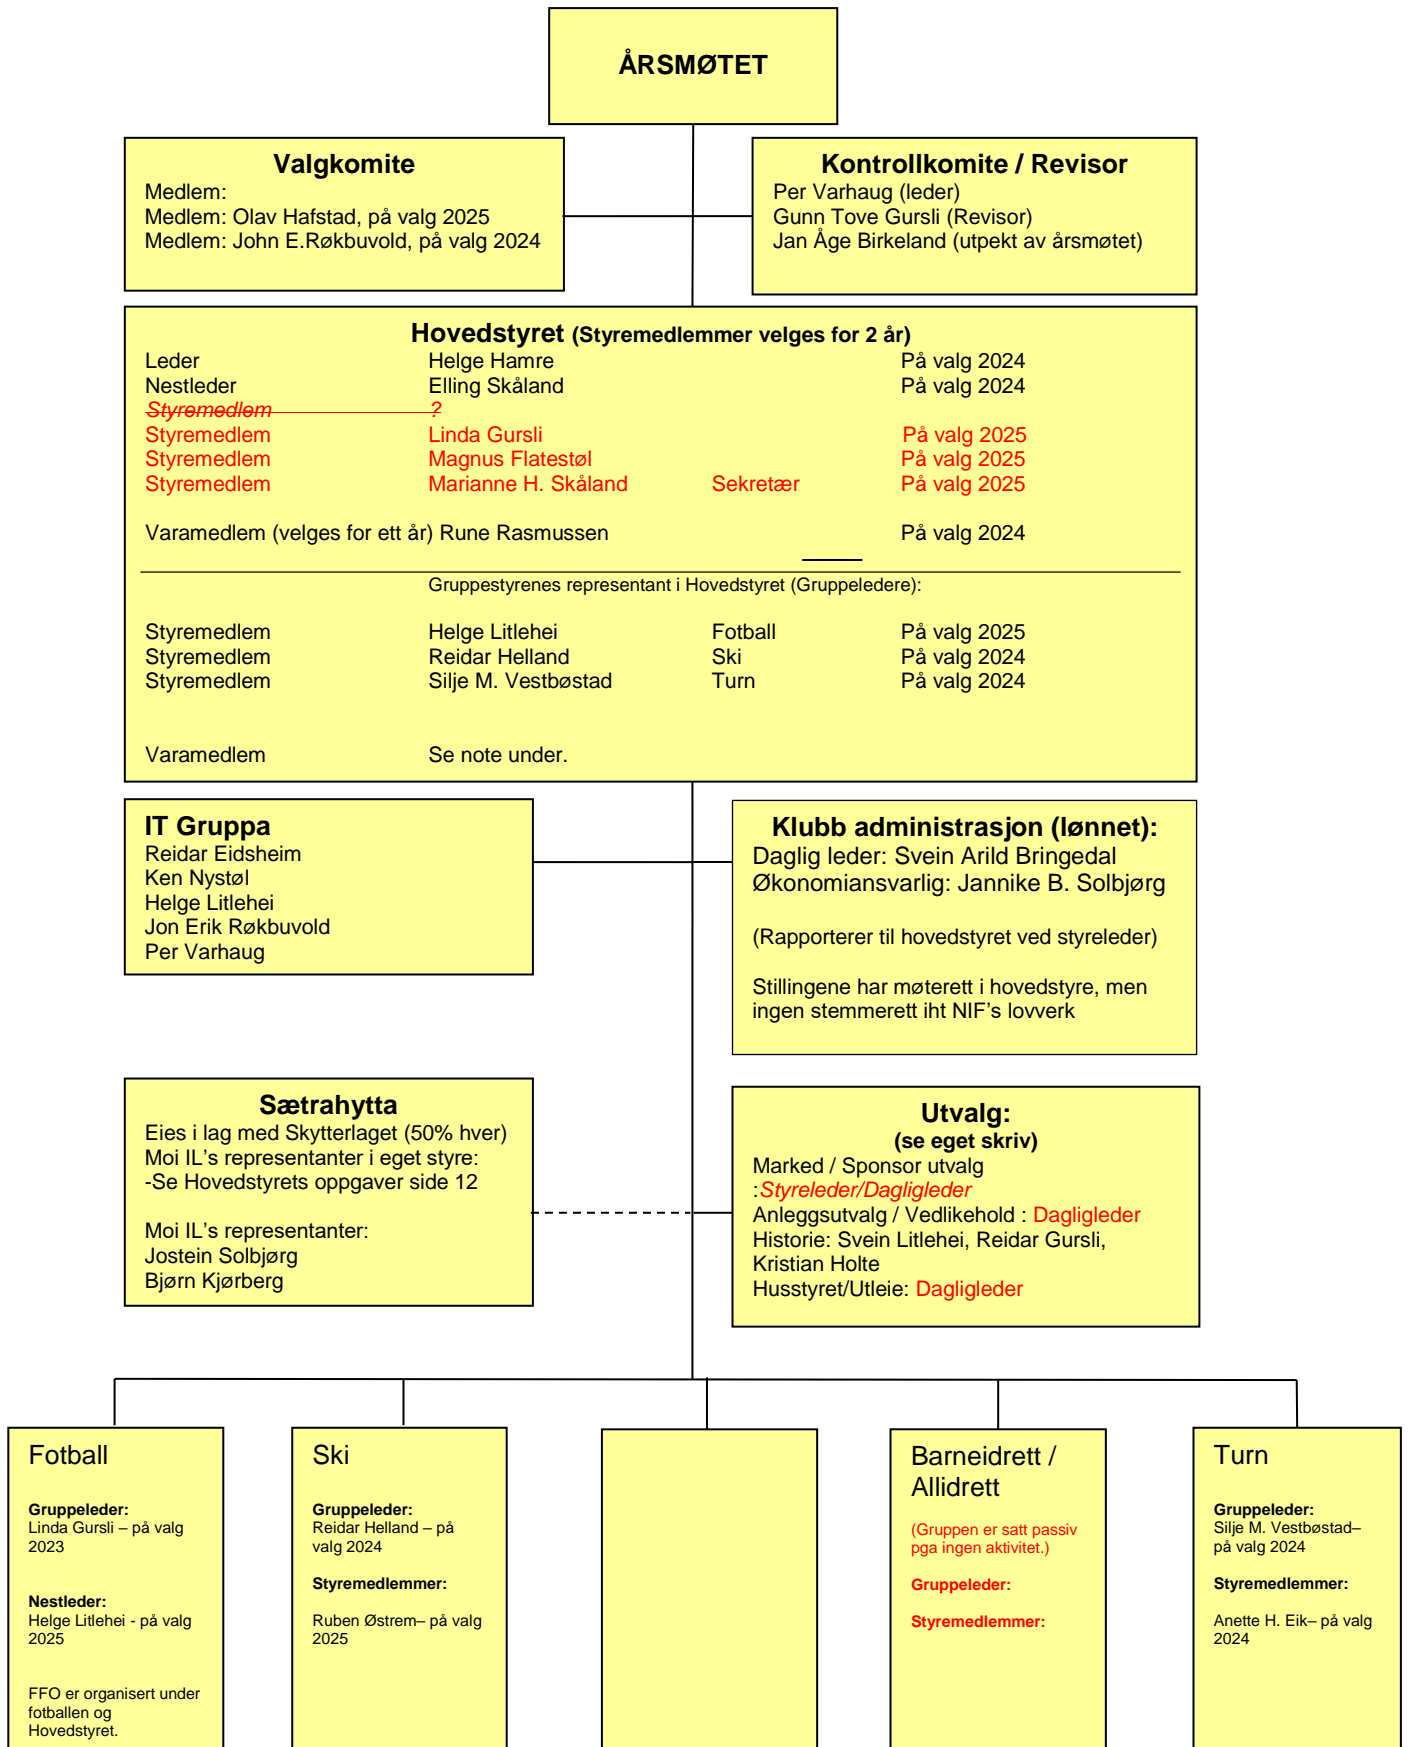 ÅRSMØTET
Valgkomite
Medlem:
Medlem: Olav Hafstad, på valg 2025
Medlem: John E.Røkbuvold, på valg 2024
Kontrollkomite / Revisor
Per Varhaug (leder)
Gunn Tove Gursli (Revisor)
Jan Åge Birkeland (utpekt av årsmøtet)
Hovedstyret (Styremedlemmer velges for 2 år)
Leder Helge Hamre På valg 2024
Nestleder Elling Skåland På valg 2024
Styremedlem ?
Styremedlem Linda Gursli På valg 2025
Styremedlem Magnus Flatestøl På valg 2025
Styremedlem Marianne H. Skåland Sekretær På valg 2025
Varamedlem (velges for ett år) Rune Rasmussen På valg 2024
Gruppestyrenes representant i Hovedstyret (Gruppeledere):
Styremedlem Helge Litlehei Fotball På valg 2025
Styremedlem Reidar Helland Ski På valg 2024
Styremedlem Silje M. Vestbøstad Turn På valg 2024
Varamedlem Se note under.
IT Gruppa
Reidar Eidsheim
Ken Nystøl
Helge Litlehei
Jon Erik Røkbuvold
Per Varhaug
Klubb administrasjon (lønnet):
Daglig leder: Svein Arild Bringedal
Økonomiansvarlig: Jannike B. Solbjørg
(Rapporterer til hovedstyret ved styreleder)
Stillingene har møterett i hovedstyre, men
ingen stemmerett iht NIF's lovverk
Sætrahytta
Eies i lag med Skytterlaget (50% hver)
Moi IL's representanter i eget styre:
-Se Hovedstyrets oppgaver side 12
Moi IL's representanter:
Jostein Solbjørg
Bjørn Kjørberg
Utvalg:
(se eget skriv)
Marked / Sponsor utvalg
:Styreleder/Dagligleder
Anleggsutvalg / Vedlikehold : Dagligleder
Historie: Svein Litlehei, Reidar Gursli,
Kristian Holte
Husstyret/Utleie: Dagligleder
Fotball
Gruppeleder:
Linda Gursli – på valg
2023
Nestleder:
Helge Litlehei - på valg
2025
FFO er organisert under
fotballen og
Hovedstyret.
Ski
Gruppeleder:
Reidar Helland – på
valg 2024
Styremedlemmer:
Ruben Østrem– på valg
2025
Barneidrett /
Allidrett
(Gruppen er satt passiv
pga ingen aktivitet.)
Gruppeleder:
Styremedlemmer:
Turn
Gruppeleder:
Silje M. Vestbøstad–
på valg 2024
Styremedlemmer:
Anette H. Eik– på valg
2024